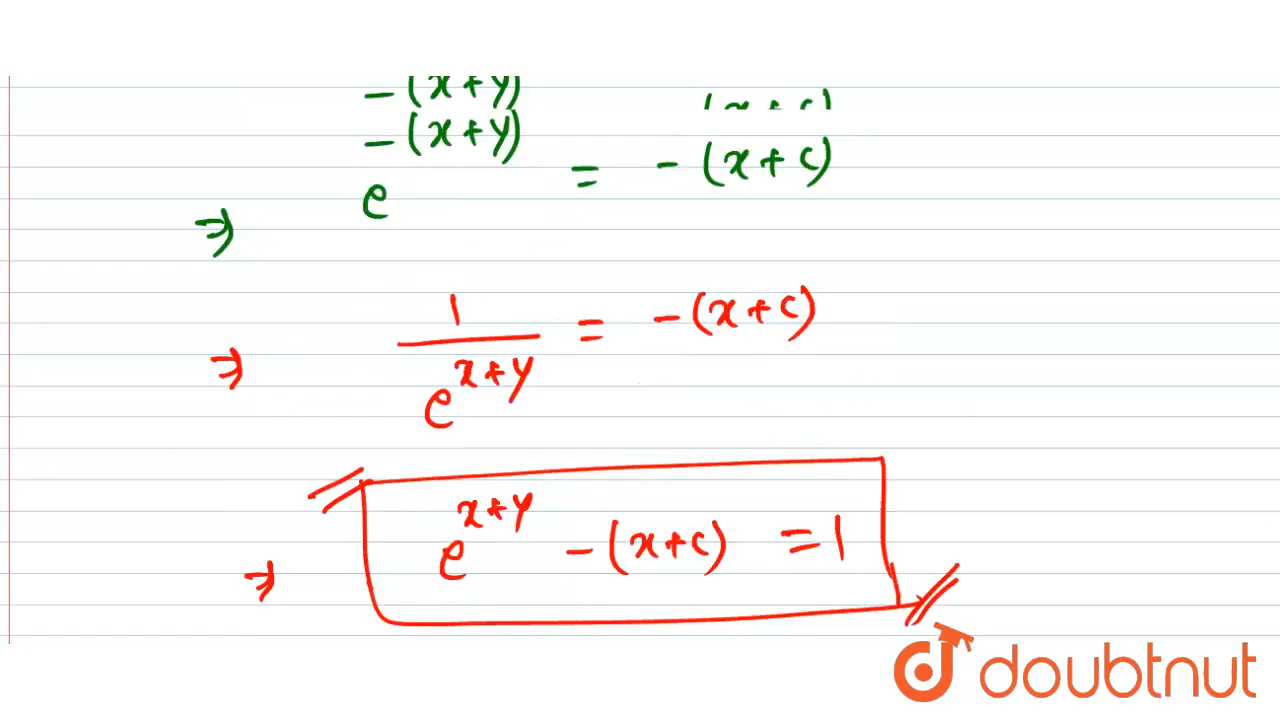 -(x+y)
e^{-(x+y)} = -(x+c)
⇒
⇒ 1/e^{x+y} = -(x+c)
⇒ e^{x+y} -(x+c) = 1
doubtnut